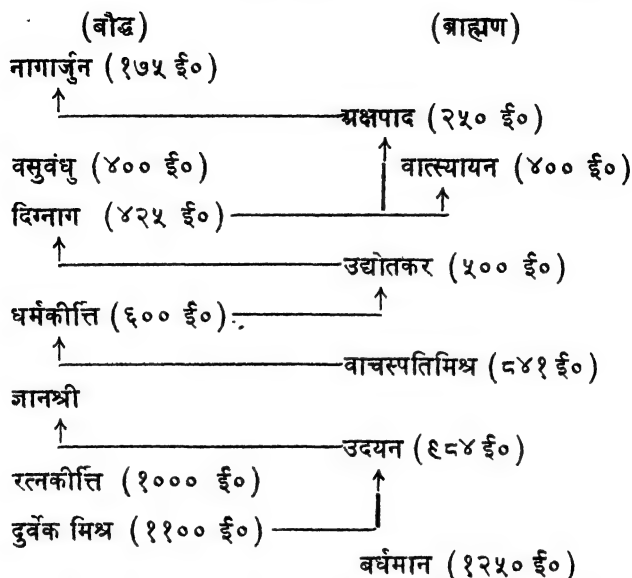 (बौद्ध) (ब्राह्मण)
नागार्जुन (१७५ ई०)
अक्षपाद (२५० ई०)
वसुवंधु (४०० ई०) वात्स्यायन (४०० ई०)
दिग्नाग (४२५ ई०)
उद्योतकर (५०० ई०)
धर्मकीर्त्ति (६०० ई०)
वाचस्पतिमिश्र (८४१ ई०)
ज्ञानश्री
उदयन (९८४ ई०)
रत्नकीर्त्ति (१००० ई०)
दुर्वेक मिश्र (११०० ई०)
बर्धमान (१२५० ई०)